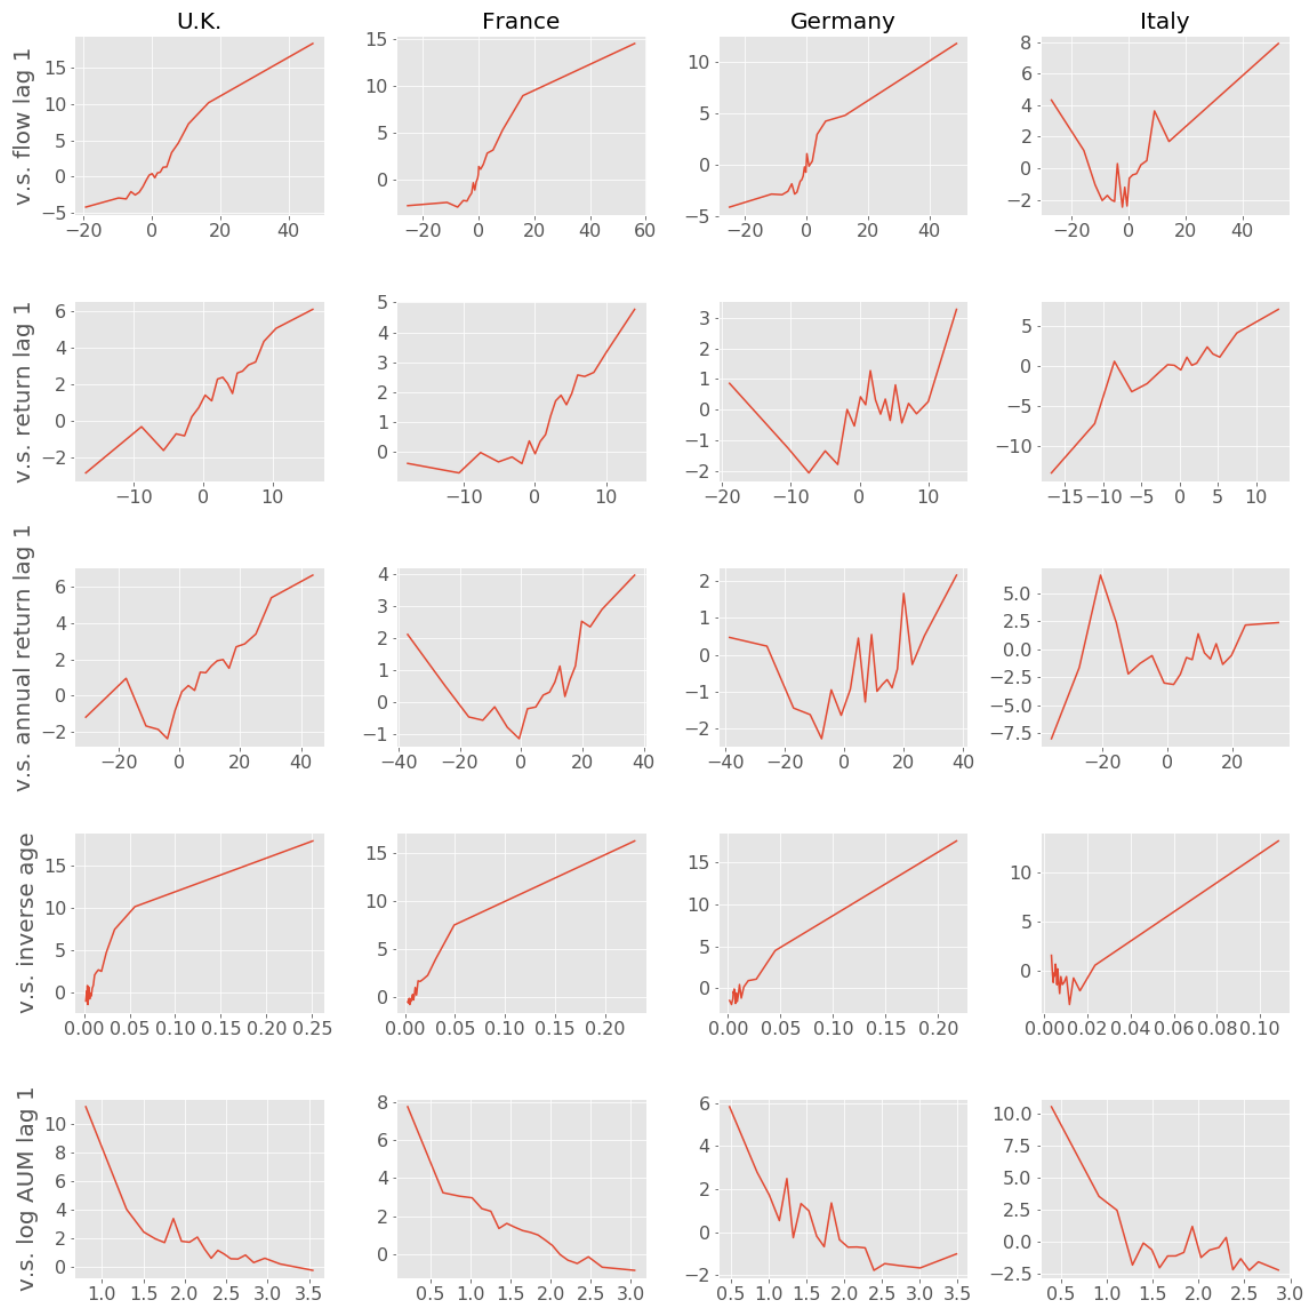 U.K. France Germany Italy
v.s. flow lag 1
15 10 5 0 −5
−20 0 20 40
15 10 5 0
−20 0 20 40 60
10 5 0 −5
−20 0 20 40
8 6 4 2 0 −2
−20 0 20 40
v.s. return lag 1
6 4 2 0 −2
−10 0 10
5 4 3 2 1 0
−10 0 10
3 2 1 0 −1 −2
−20 −10 0 10
5 0 −5 −10
−15 −10 −5 0 5 10
v.s. annual return lag 1
6 4 2 0 −2
−20 0 20 40
4 3 2 1 0 −1
−40 −20 0 20 40
2 1 0 −1 −2
−40 −20 0 20 40
5.0 2.5 0.0 −2.5 −5.0 −7.5
−20 0 20
v.s. inverse age
15 10 5 0
0.00 0.05 0.10 0.15 0.20 0.25
15 10 5 0
0.00 0.05 0.10 0.15 0.20
15 10 5 0
0.00 0.05 0.10 0.15 0.20
10 5 0
0.00 0.02 0.04 0.06 0.08 0.10
v.s. log AUM lag 1
10 8 6 4 2 0
1.0 1.5 2.0 2.5 3.0 3.5
8 6 4 2 0
0.5 1.0 1.5 2.0 2.5 3.0
6 4 2 0 −2
0.5 1.0 1.5 2.0 2.5 3.0 3.5
10.0 7.5 5.0 2.5 0.0 −2.5
0.5 1.0 1.5 2.0 2.5 3.0